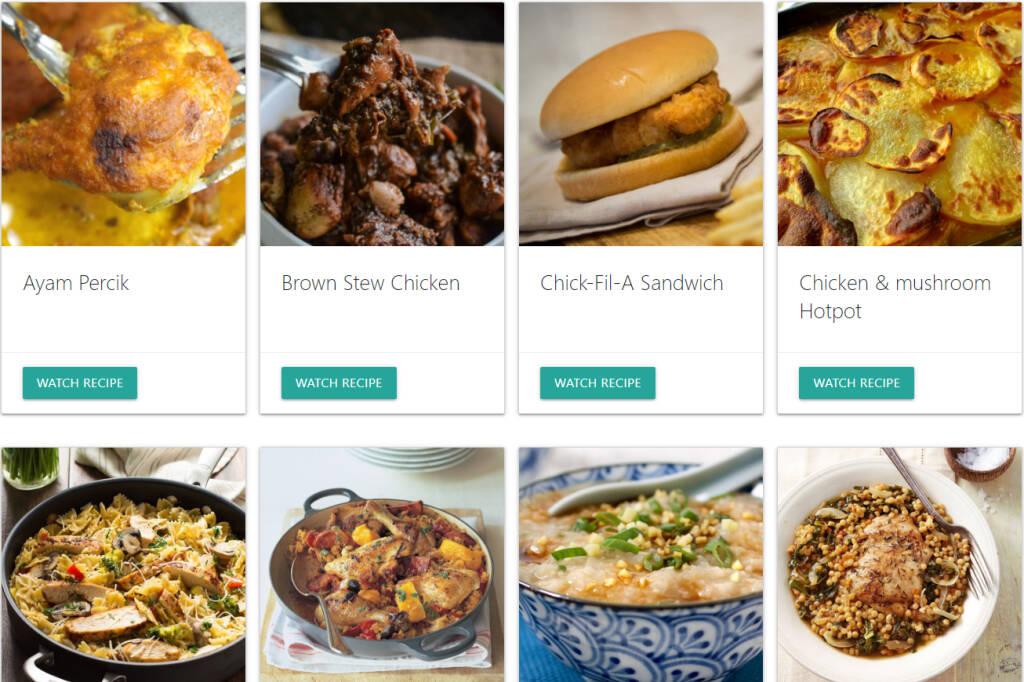 Ayam Percik
Brown Stew Chicken
Chick-Fil-A Sandwich
Chicken & mushroom
Hotpot
WATCH RECIPE
WATCH RECIPE
WATCH RECIPE
WATCH RECIPE